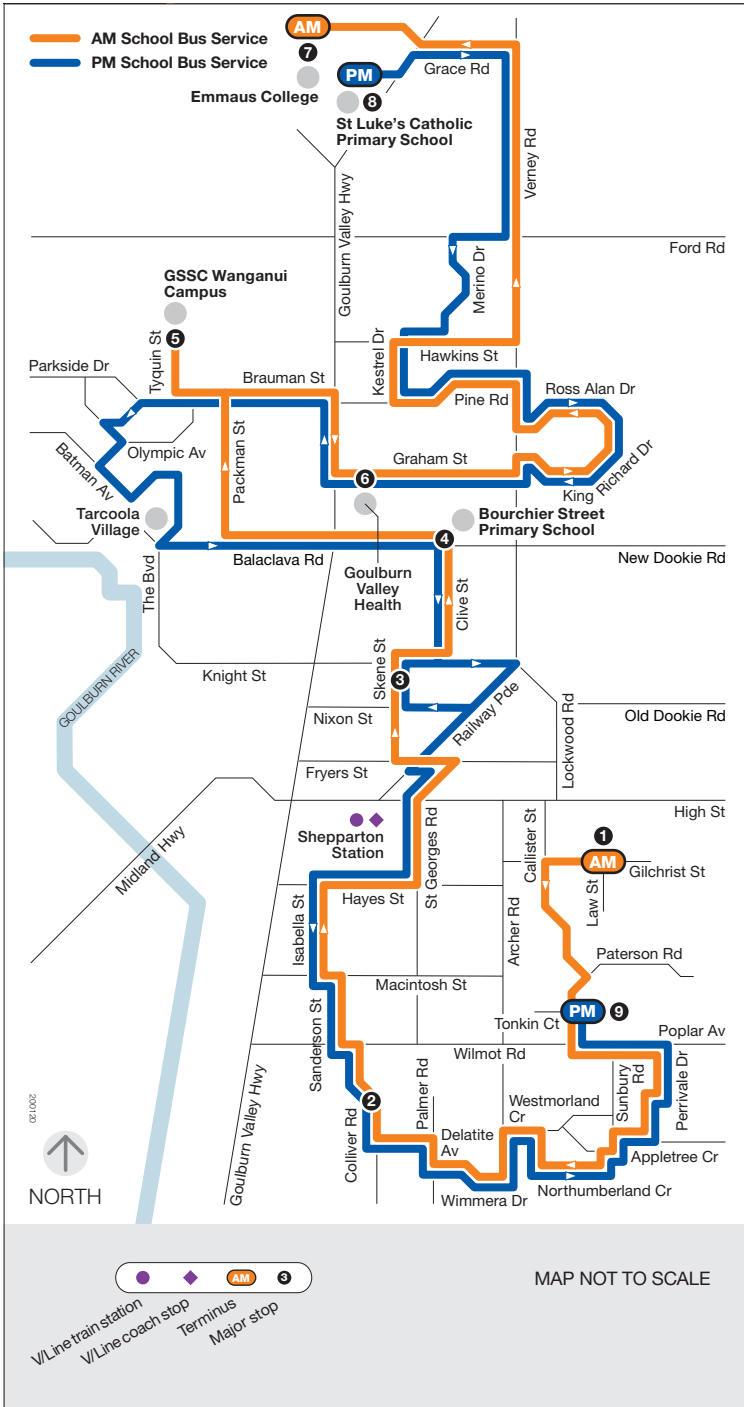 AM School Bus Service
PM School Bus Service
AM
7
Emmaus College
PM
8
St Luke's Catholic
Primary School
Grace Rd
Verney Rd
Goulburn Valley Hwy
Ford Rd
Merino Dr
GSSC Wanganui
Campus
5
Tyquin St
Parkside Dr
Brauman St
Kestrel Dr
Hawkins St
Pine Rd
Ross Alan Dr
Olympic Av
Batman Av
Packman St
Graham St
King Richard Dr
6
Tarcoola
Village
Bourchier Street
Primary School
4
The Bvd
Balaclava Rd
New Dookie Rd
Goulburn
Valley
Health
Clive St
GOULBURN RIVER
Knight St
Skene St
3
Nixon St
Railway Pde
Lockwood Rd
Old Dookie Rd
Fryers St
High St
Midland Hwy
Shepparton
Station
St Georges Rd
Callister St
1
AM
Gilchrist St
Law St
Archer Rd
Isabella St
Hayes St
Paterson Rd
Macintosh St
PM
9
Tonkin Ct
Poplar Av
Sanderson St
Wilmot Rd
Goulburn Valley Hwy
2
Palmer Rd
Westmorland
Cr
Sunbury
Rd
Perrivale Dr
Colliver Rd
Delatite
Av
Appletree Cr
Wimmera Dr
Northumberland Cr
200120
NORTH
AM
3
V/Line train station
V/Line coach stop
Terminus
Major stop
MAP NOT TO SCALE